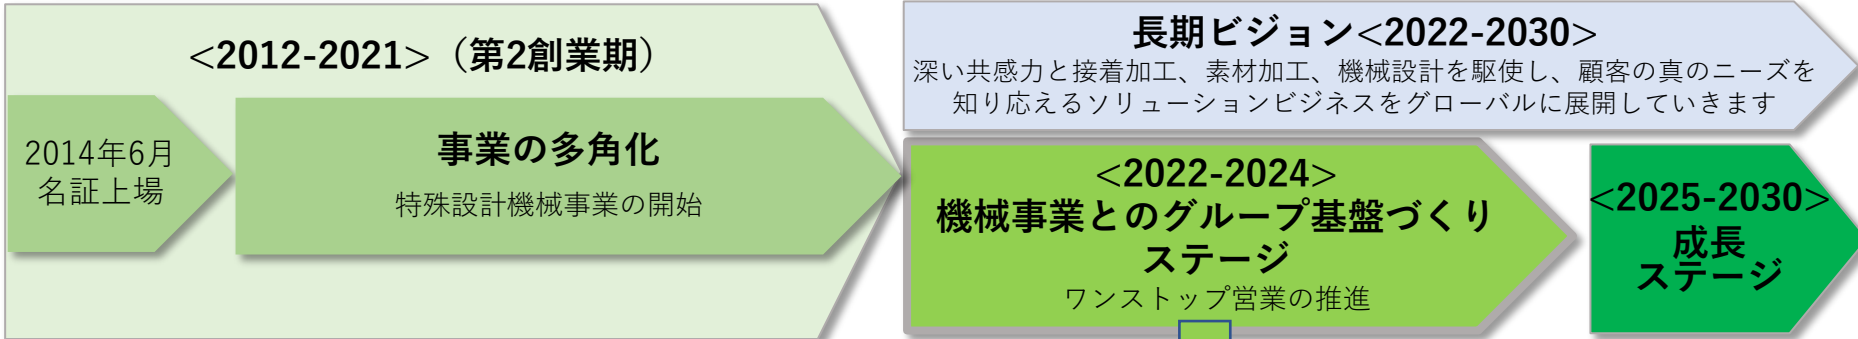 <2012-2021>（第2創業期）
2014年6月
名証上場
事業の多角化
特殊設計機械事業の開始
長期ビジョン<2022-2030>
深い共感力と接着加工、素材加工、機械設計を駆使し、顧客の真のニーズを
知り応えるソリューションビジネスをグローバルに展開していきます
<2022-2024>
機械事業とのグループ基盤づくり
ステージ
ワンストップ営業の推進
<2025-2030>
成長
ステージ